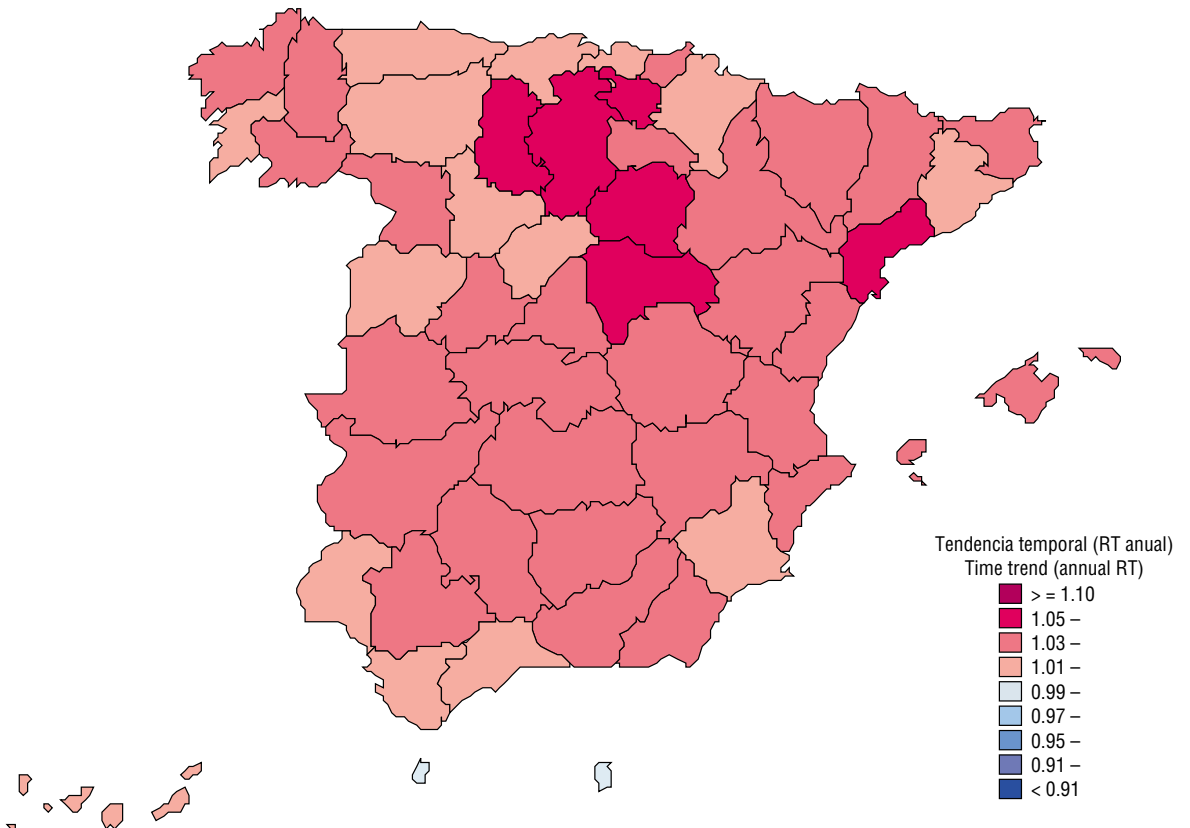 Tendencia temporal (RT anual)
Time trend (annual RT)
> = 1.10
1.05 –
1.03 –
1.01 –
0.99 –
0.97 –
0.95 –
0.91 –
< 0.91